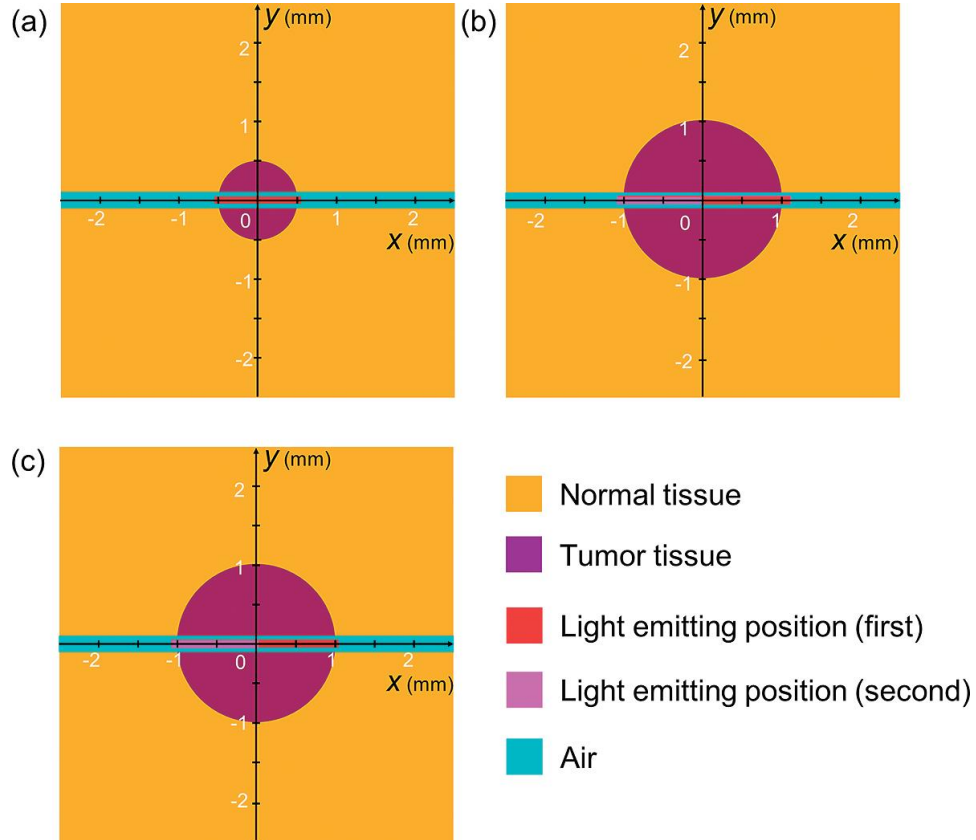 (a)
y (mm)
2
1
-2
-1
0
1
2
x (mm)
-1
-2
(b)
y (mm)
2
1
-2
-1
0
1
2
x (mm)
-1
-2
(c)
y (mm)
2
1
-2
-1
0
1
2
x (mm)
-1
-2
Normal tissue
Tumor tissue
Light emitting position (first)
Light emitting position (second)
Air